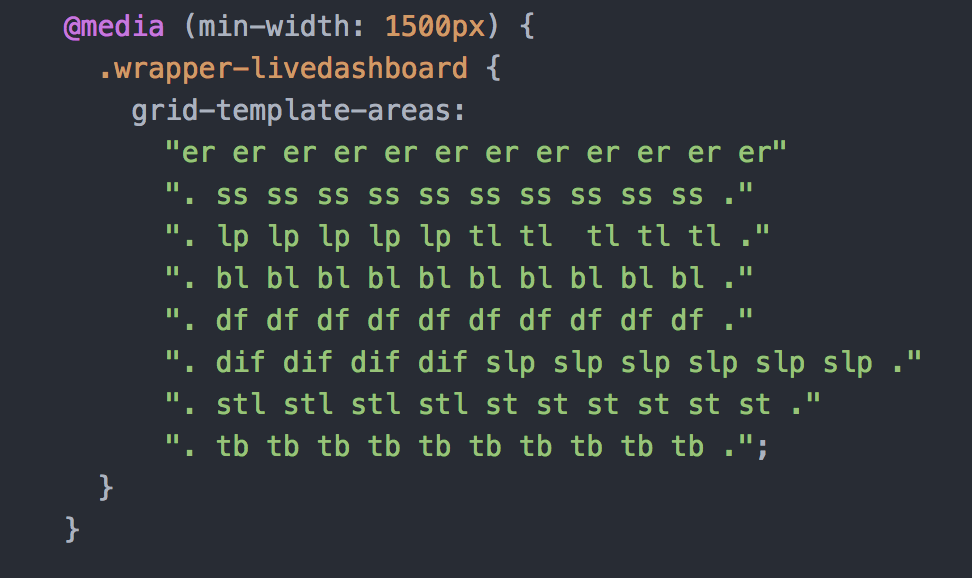 @media (min-width: 1500px) {
.wrapper-livedashboard {
grid-template-areas:
"er er er er er er er er er er er er"
". ss ss ss ss ss ss ss ss ss ss ."
". lp lp lp lp lp tl tl  tl tl tl ."
". bl bl bl bl bl bl bl bl bl bl ."
". df df df df df df df df df df ."
". dif dif dif dif slp slp slp slp slp slp ."
". stl stl stl stl st st st st st st ."
". tb tb tb tb tb tb tb tb tb tb .";
}
}